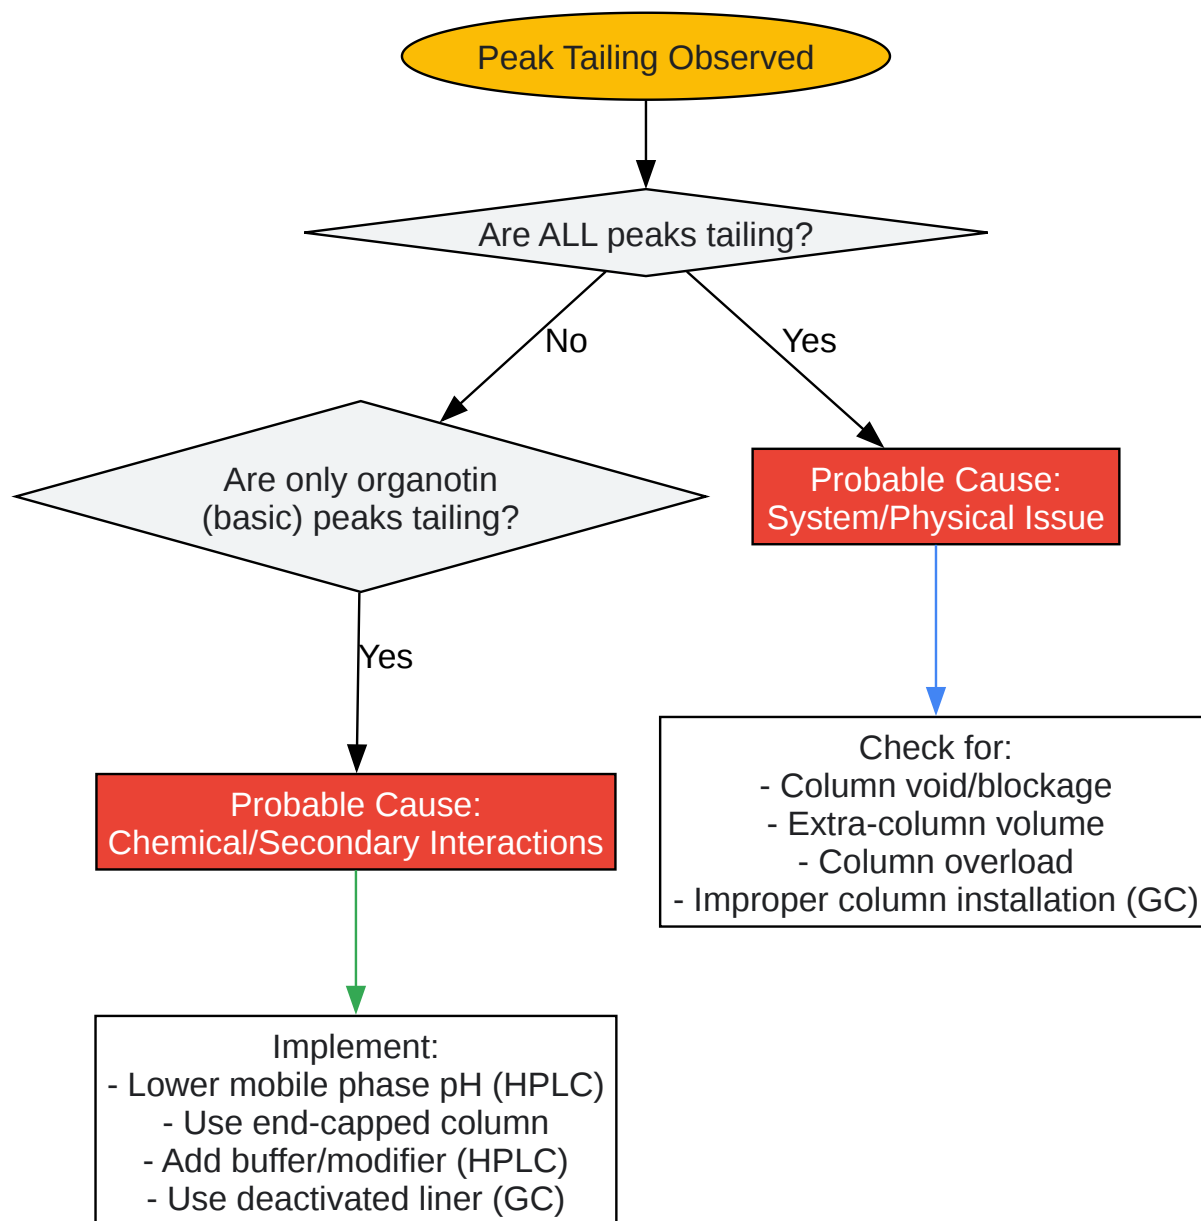 Peak Tailing Observed
Are ALL peaks tailing?
No
Yes
Are only organotin
(basic) peaks tailing?
Probable Cause:
System/Physical Issue
Yes
Check for:
- Column void/blockage
- Extra-column volume
- Column overload
- Improper column installation (GC)
Probable Cause:
Chemical/Secondary Interactions
Implement:
- Lower mobile phase pH (HPLC)
- Use end-capped column
- Add buffer/modifier (HPLC)
- Use deactivated liner (GC)